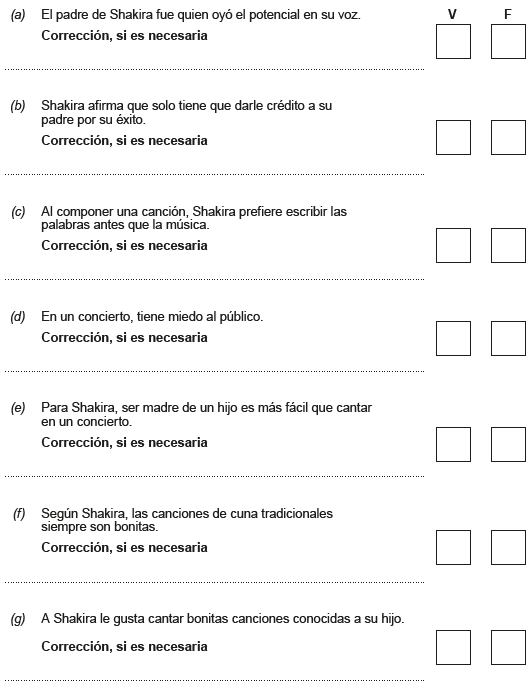 (a) El padre de Shakira fue quien oyó el potencial en su voz. V F
Corrección, si es necesaria
(b) Shakira afirma que solo tiene que darle crédito a su
padre por su éxito.
Corrección, si es necesaria
(c) Al componer una canción, Shakira prefiere escribir las
palabras antes que la música.
Corrección, si es necesaria
(d) En un concierto, tiene miedo al público.
Corrección, si es necesaria
(e) Para Shakira, ser madre de un hijo es más fácil que cantar
en un concierto.
Corrección, si es necesaria
(f) Según Shakira, las canciones de cuna tradicionales
siempre son bonitas.
Corrección, si es necesaria
(g) A Shakira le gusta cantar bonitas canciones conocidas a su hijo.
Corrección, si es necesaria